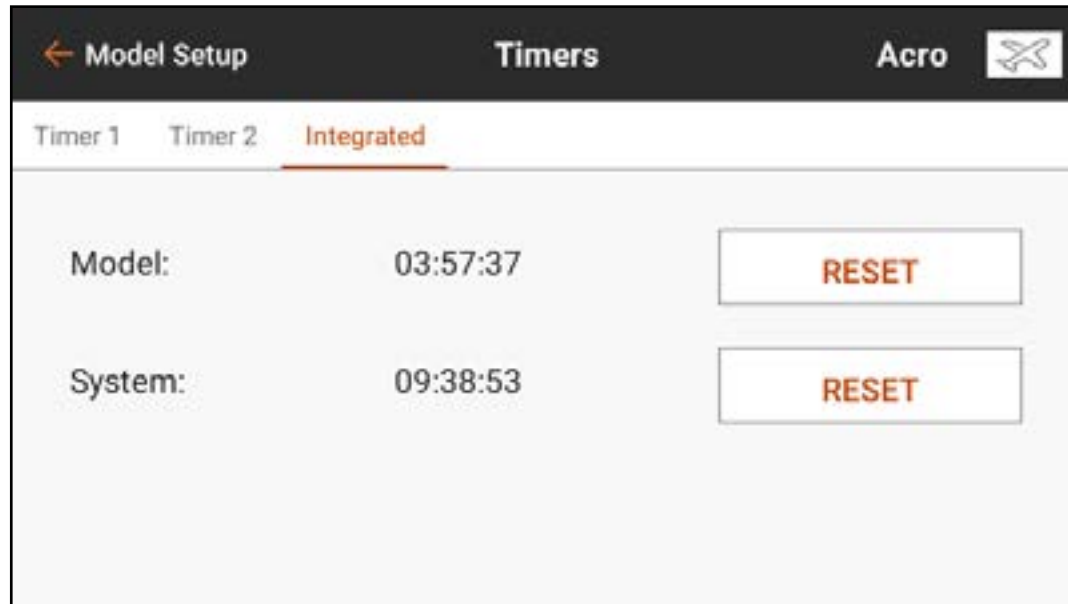 ← Model Setup Timers Acro
Timer 1 Timer 2 Integrated
Model: 03:57:37 RESET
System: 09:38:53 RESET